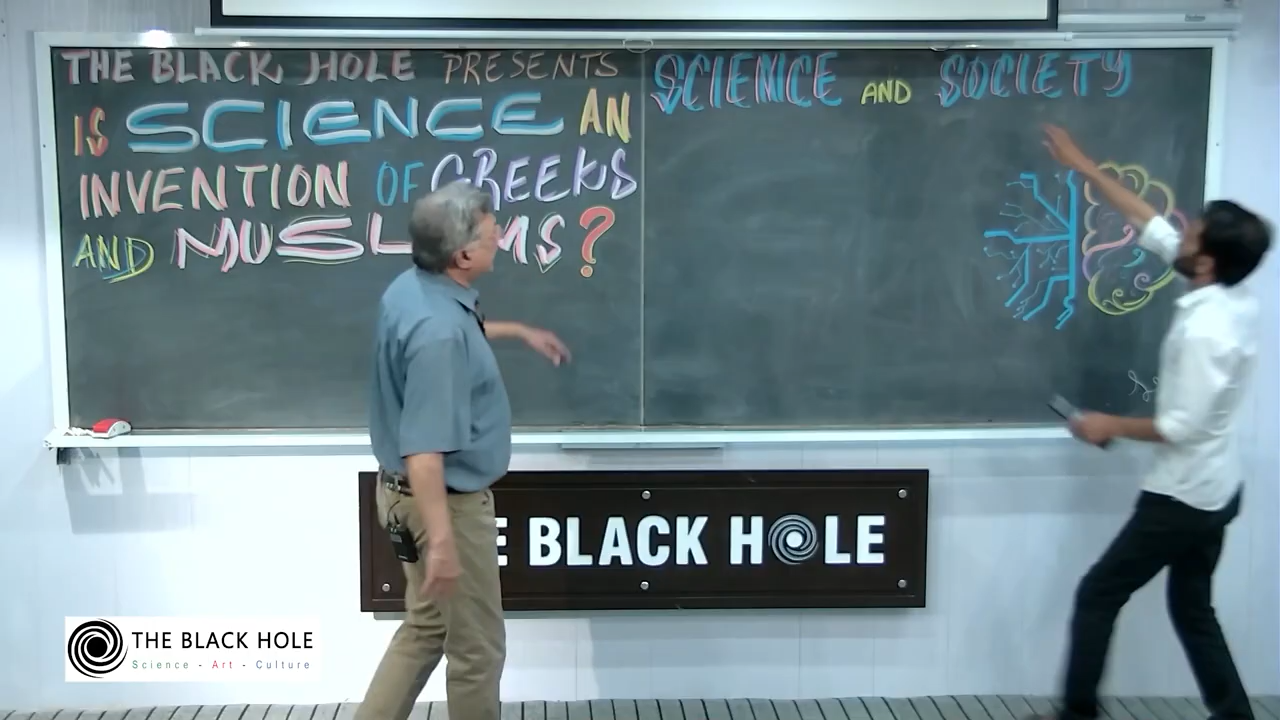 THE BLACK HOLE PRESENTS
IS SCIENCE AN
INVENTION OF GREEKS
AND MUSLIMS?
SCIENCE AND SOCIETY
THE BLACK HOLE
THE BLACK HOLE
Science - Art - Culture